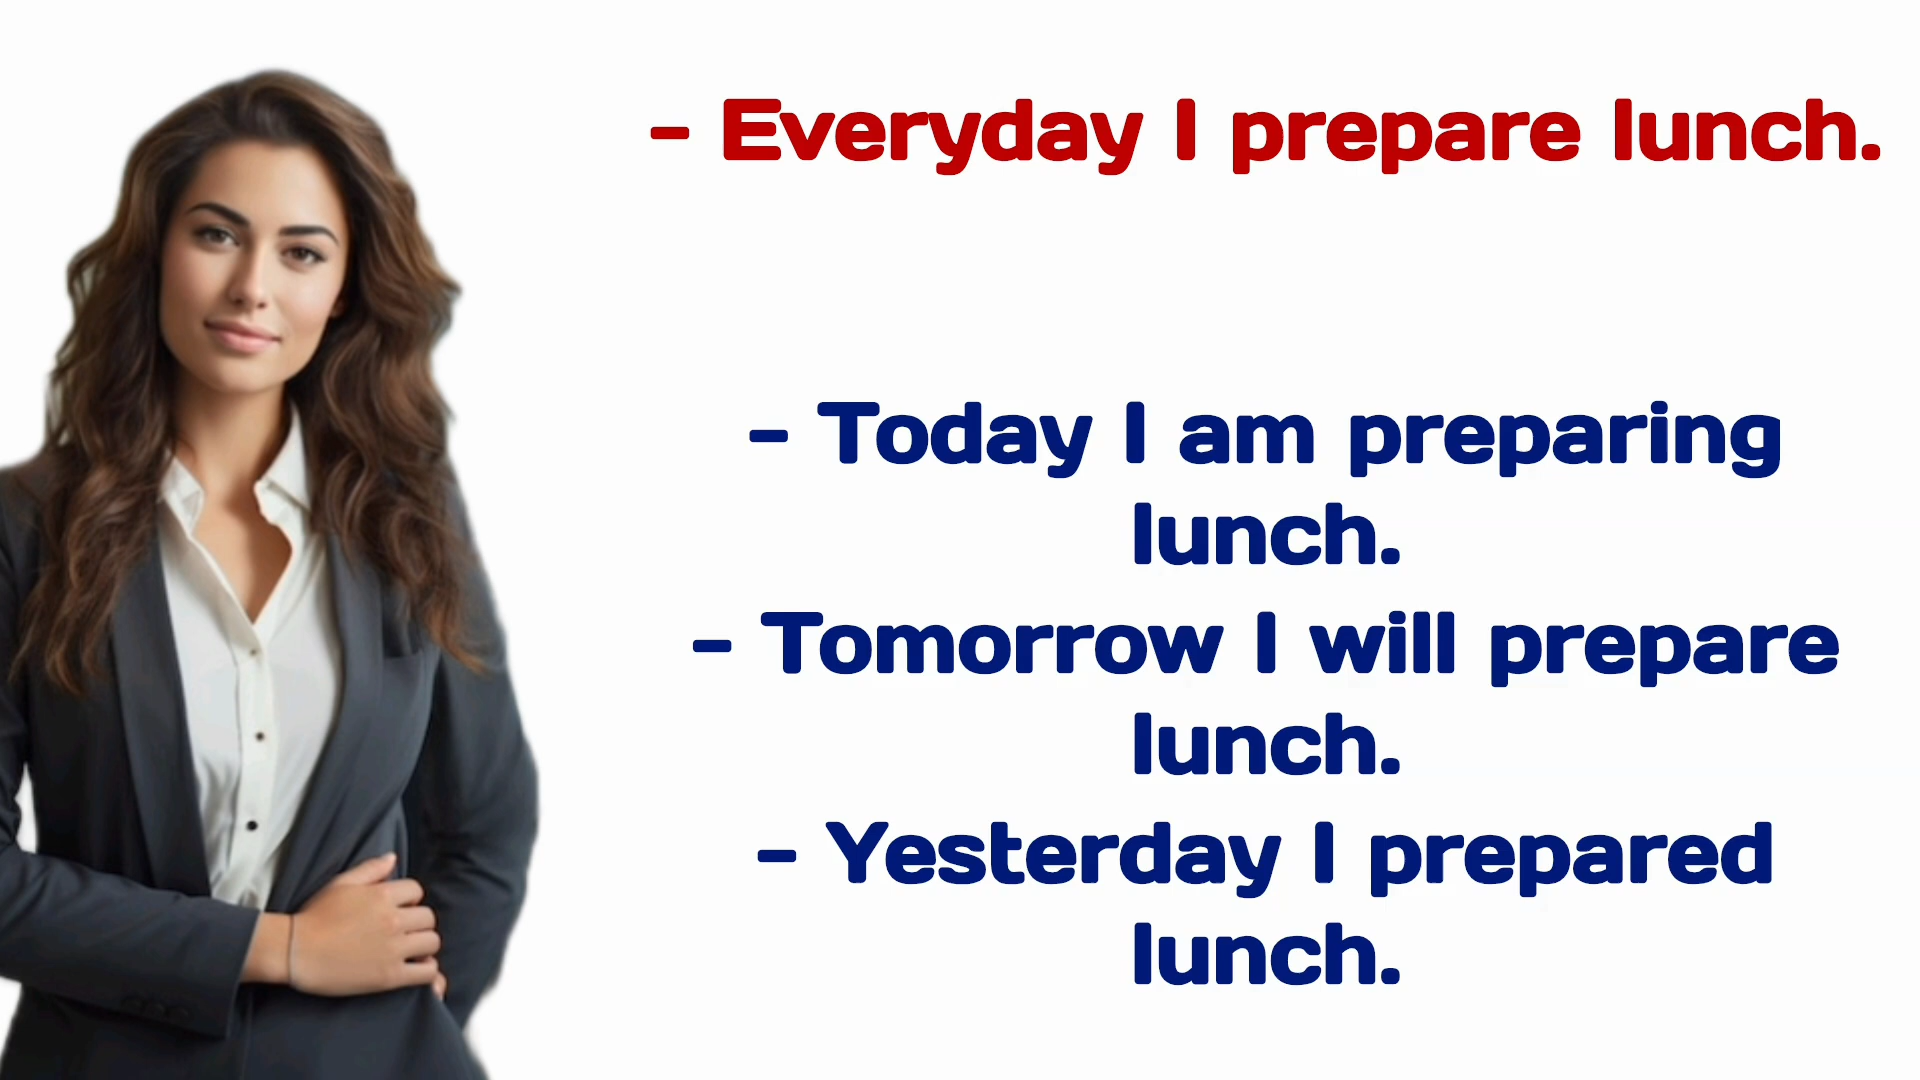 - Everyday I prepare lunch.
- Today I am preparing
lunch.
- Tomorrow I will prepare
lunch.
- Yesterday I prepared
lunch.